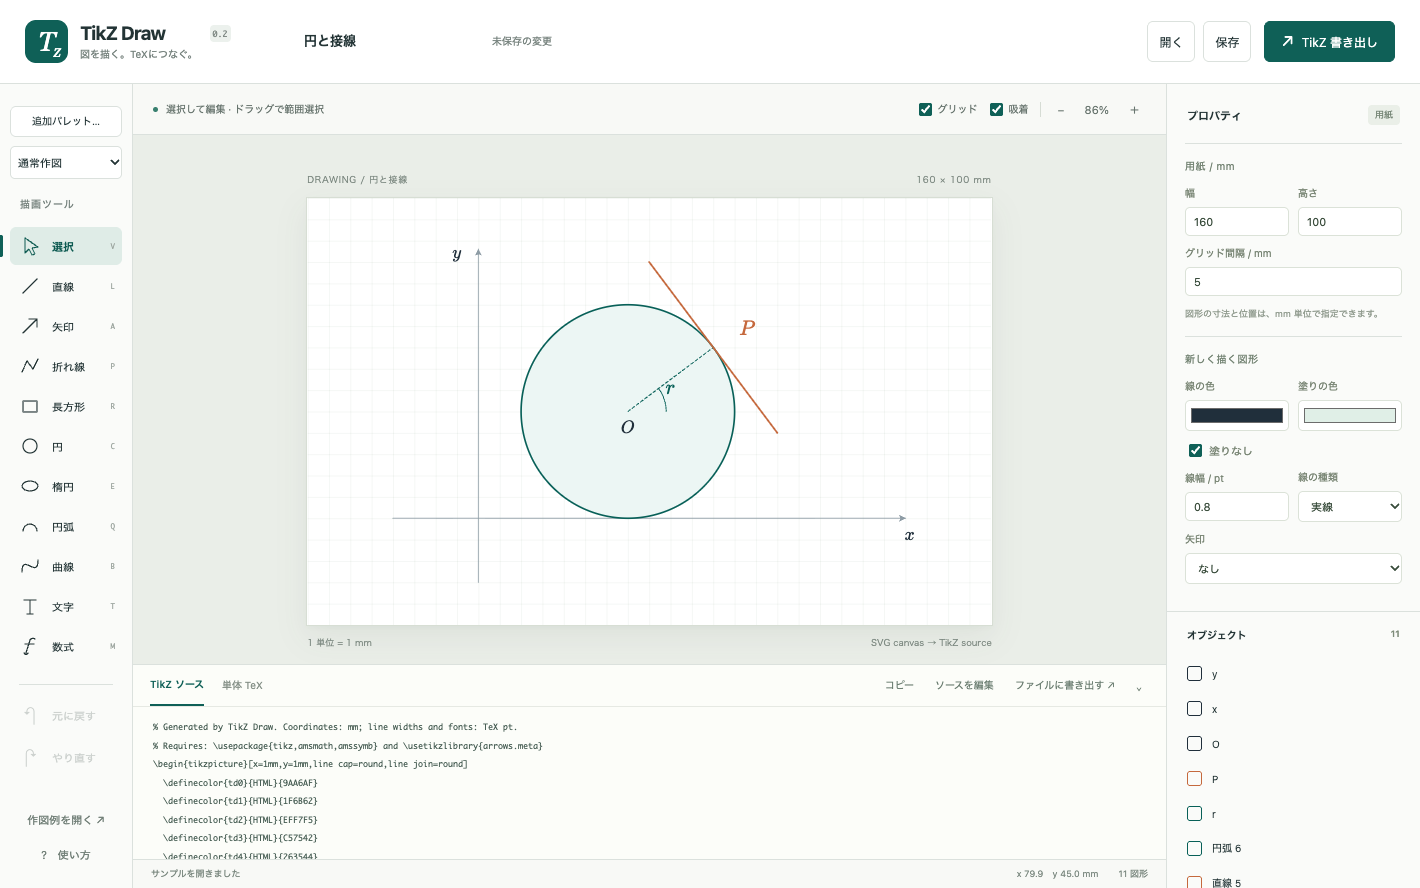 Tz TikZ Draw 0.2
図を描く。TeXにつなぐ。
円と接線
未保存の変更
開く
保存
↗ TikZ 書き出し
追加パレット...
通常作図
描画ツール
選択 V
直線 L
矢印 A
折れ線 P
長方形 R
円 C
楕円 E
円弧 Q
曲線 B
文字 T
数式 M
元に戻す
やり直す
作図例を開く ↗
? 使い方
選択して編集 · ドラッグで範囲選択
グリッド
吸着
− 86% +
DRAWING / 円と接線
160 × 100 mm
y
P
r
O
x
1 単位 = 1 mm
SVG canvas → TikZ source
TikZ ソース
単体 TeX
コピー
ソースを編集
ファイルに書き出す ↗
% Generated by TikZ Draw. Coordinates: mm; line widths and fonts: TeX pt.
% Requires: \usepackage{tikz,amsmath,amssymb} and \usetikzlibrary{arrows.meta}
\begin{tikzpicture}[x=1mm,y=1mm,line cap=round,line join=round]
\definecolor{td0}{HTML}{9AA6AF}
\definecolor{td1}{HTML}{1F6B62}
\definecolor{td2}{HTML}{EFF7F5}
\definecolor{td3}{HTML}{C57542}
\definecolor{td4}{HTML}{263544}
サンプルを開きました
x 79.9 y 45.0 mm
11 図形
プロパティ
用紙
用紙 / mm
幅
高さ
160
100
グリッド間隔 / mm
5
図形の寸法と位置は、mm 単位で指定できます。
新しく描く図形
線の色
塗りの色
塗りなし
線幅 / pt
線の種類
0.8
実線
矢印
なし
オブジェクト 11
y
x
O
P
r
円弧 6
直線 5